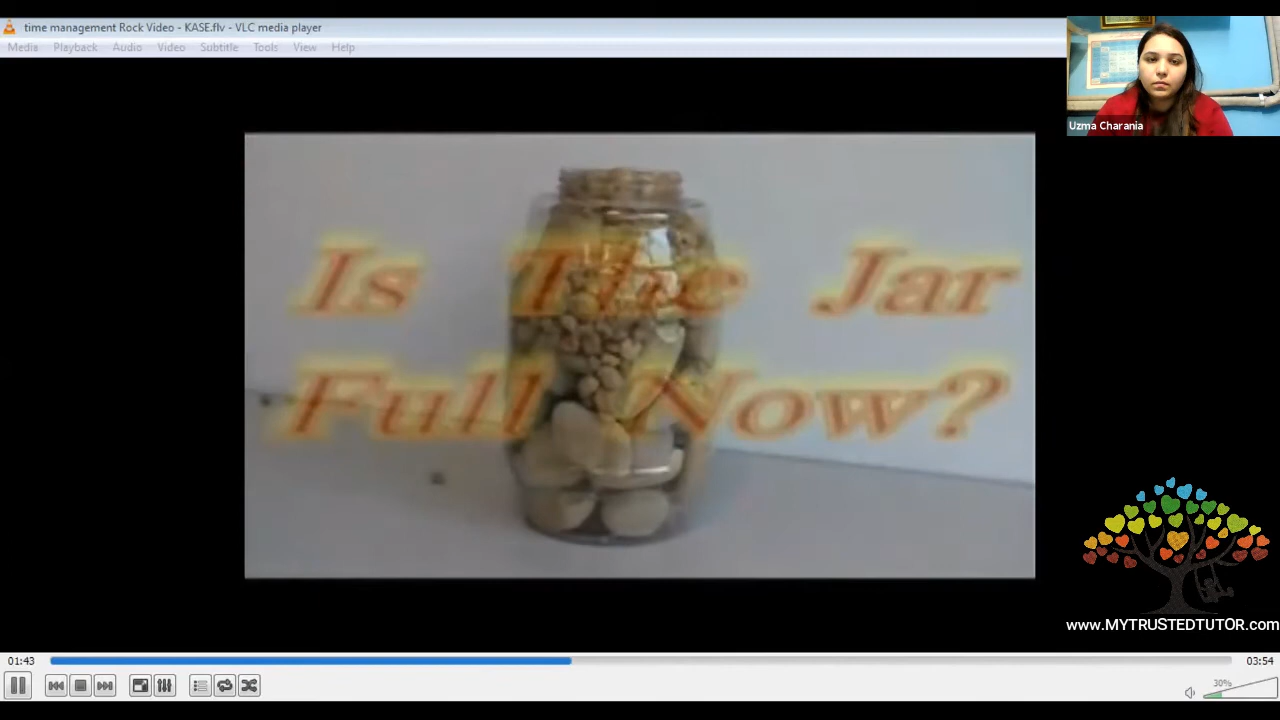 time management Rock Video - KASE.flv - VLC media player
Media Playback Audio Video Subtitle Tools View Help
Uzma Charania
Is The Jar
Full Now?
www.MYTRUSTEDTUTOR.com
01:43
03:54
30%